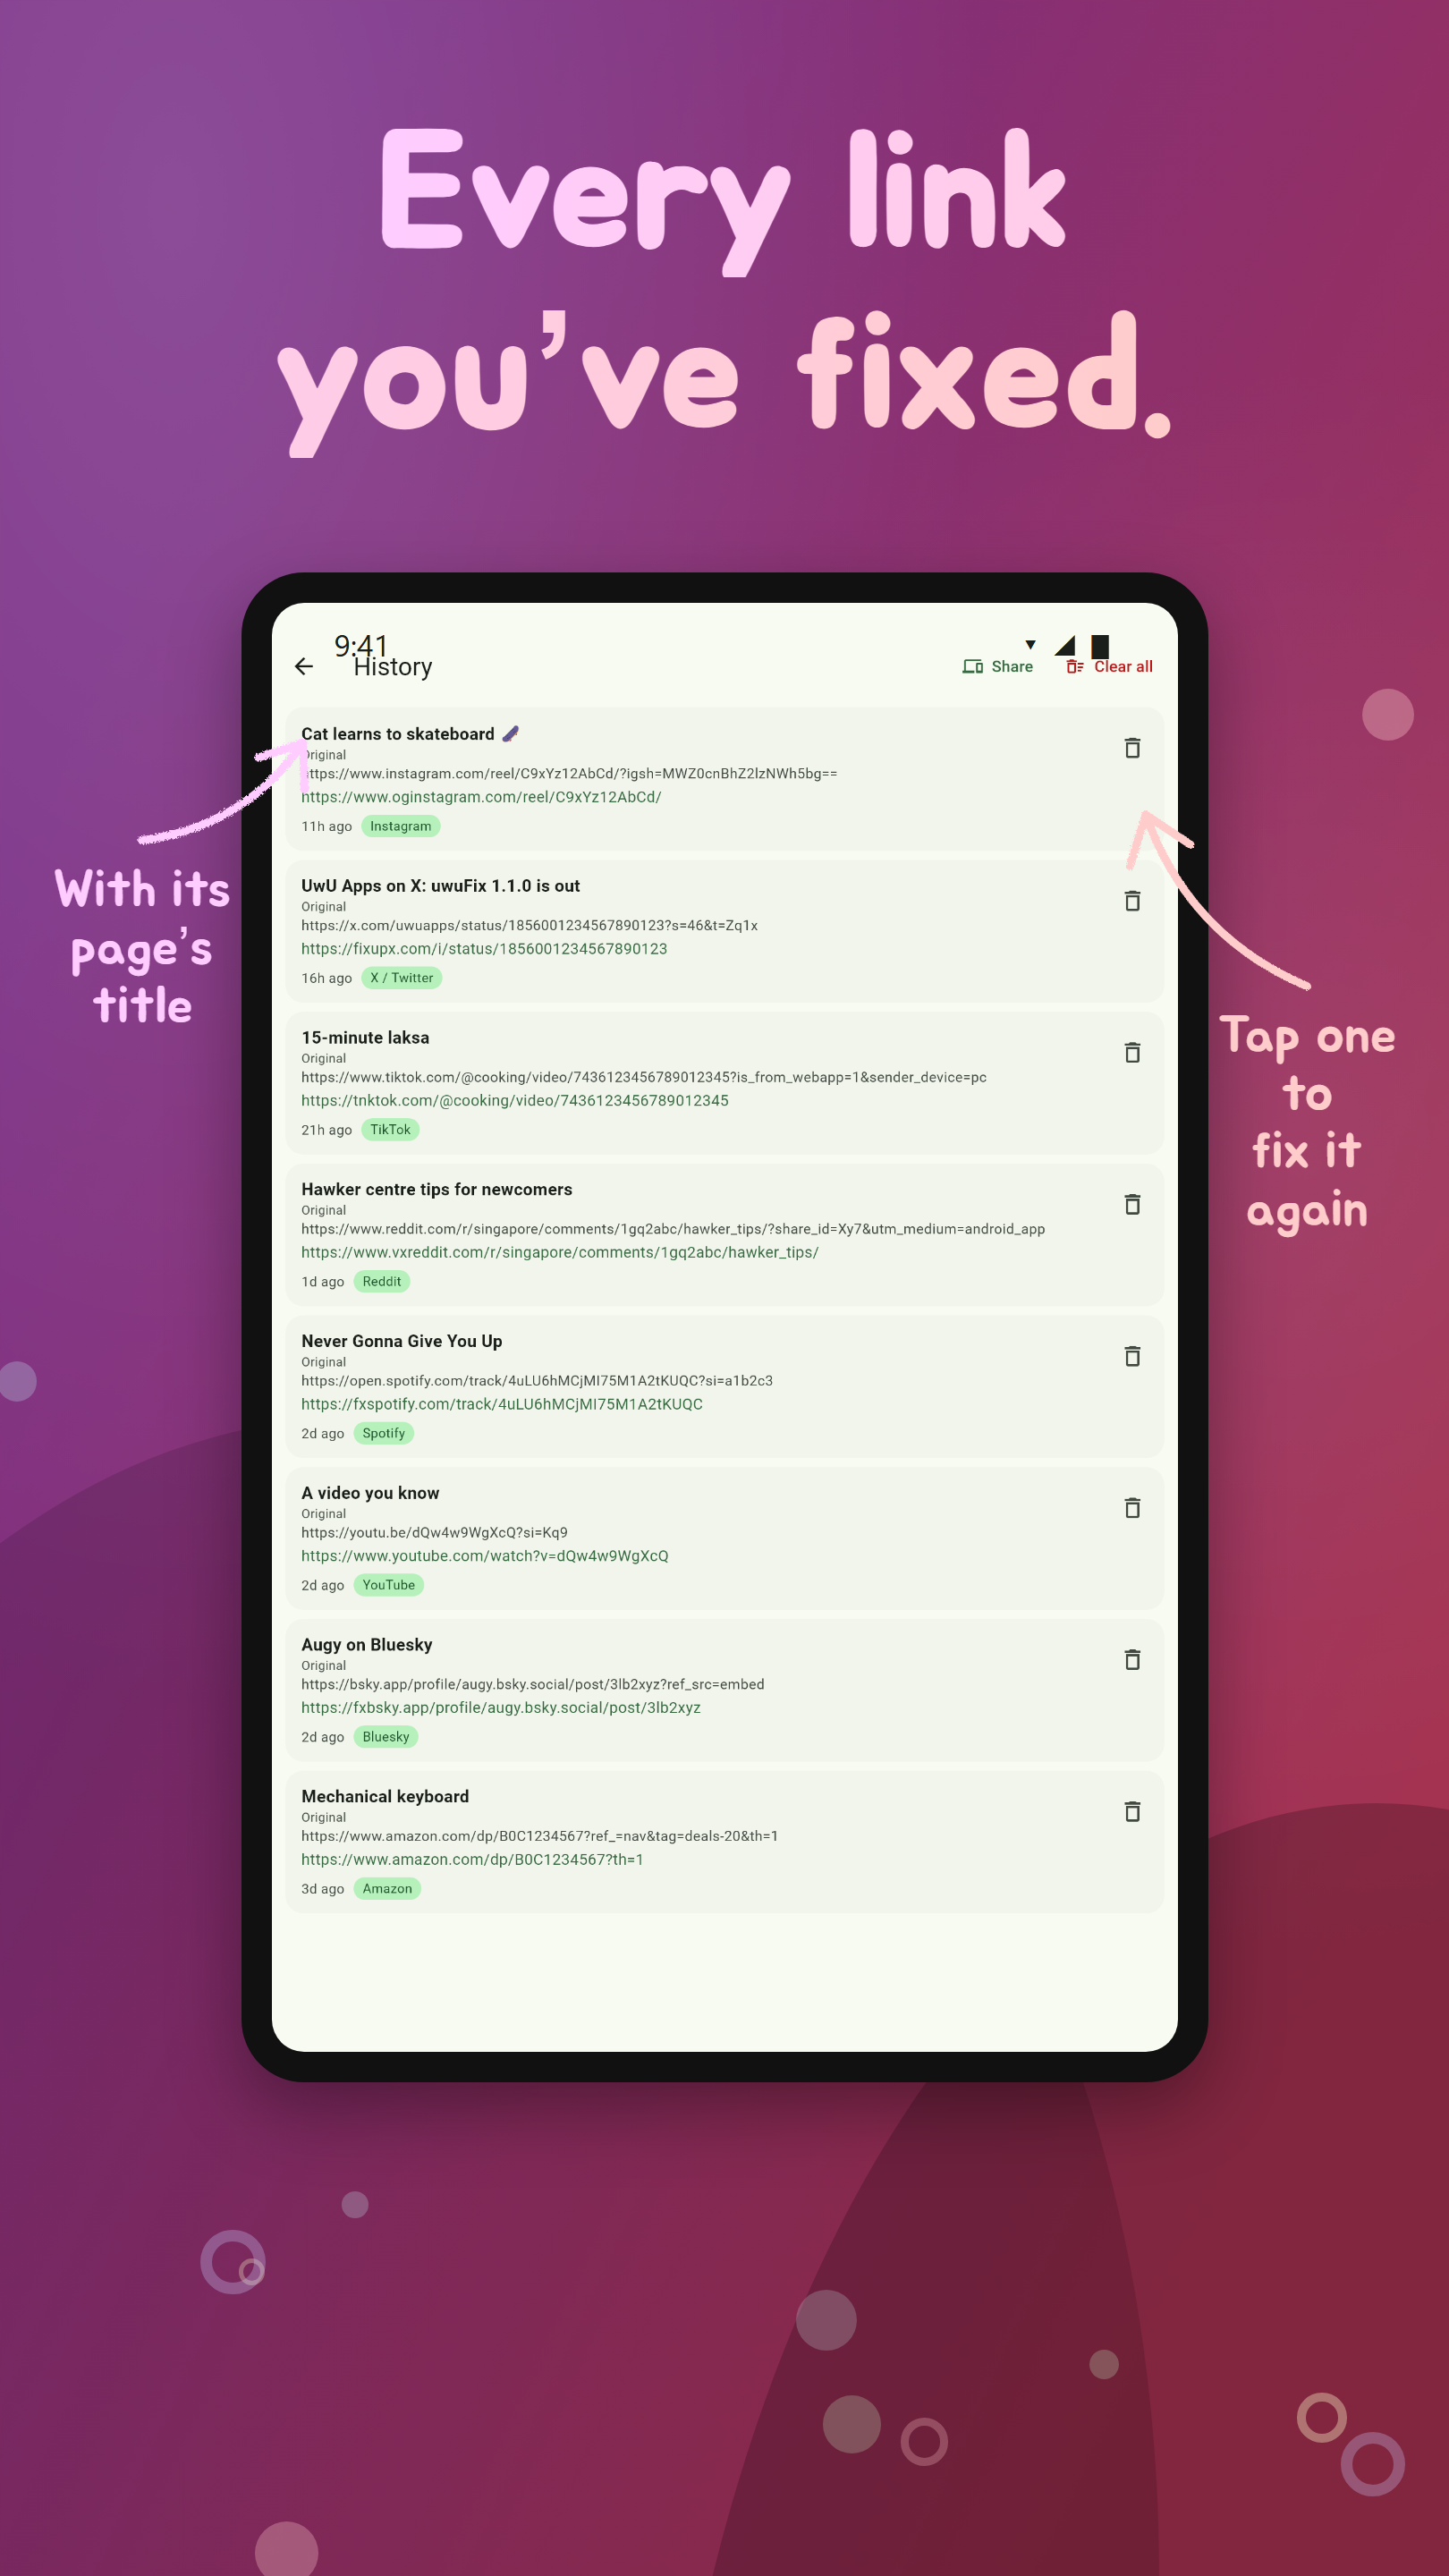 Every link
you’ve fixed.
9:41
History
Share
Clear all
Cat learns to skateboard
Original
https://www.instagram.com/reel/C9xYz12AbCd/?igsh=MWZ0cnBhZ2lzNWh5bg==
https://www.oginstagram.com/reel/C9xYz12AbCd/
11h ago Instagram
With its
page’s
title
UwU Apps on X: uwuFix 1.1.0 is out
Original
https://x.com/uwuapps/status/1856001234567890123?s=46&t=Zq1x
https://fixupx.com/i/status/1856001234567890123
16h ago X / Twitter
Tap one
to
fix it
again
15-minute laksa
Original
https://www.tiktok.com/@cooking/video/7436123456789012345?is_from_webapp=1&sender_device=pc
https://tnktok.com/@cooking/video/7436123456789012345
21h ago TikTok
Hawker centre tips for newcomers
Original
https://www.reddit.com/r/singapore/comments/1gq2abc/hawker_tips/?share_id=Xy7&utm_medium=android_app
https://www.vxreddit.com/r/singapore/comments/1gq2abc/hawker_tips/
1d ago Reddit
Never Gonna Give You Up
Original
https://open.spotify.com/track/4uLU6hMCjMI75M1A2tKUQC?si=a1b2c3
https://fxspotify.com/track/4uLU6hMCjMI75M1A2tKUQC
2d ago Spotify
A video you know
Original
https://youtu.be/dQw4w9WgXcQ?si=Kq9
https://www.youtube.com/watch?v=dQw4w9WgXcQ
2d ago YouTube
Augy on Bluesky
Original
https://bsky.app/profile/augy.bsky.social/post/3lb2xyz?ref_src=embed
https://fxbsky.app/profile/augy.bsky.social/post/3lb2xyz
2d ago Bluesky
Mechanical keyboard
Original
https://www.amazon.com/dp/B0C1234567?ref_=nav&tag=deals-20&th=1
https://www.amazon.com/dp/B0C1234567?th=1
3d ago Amazon